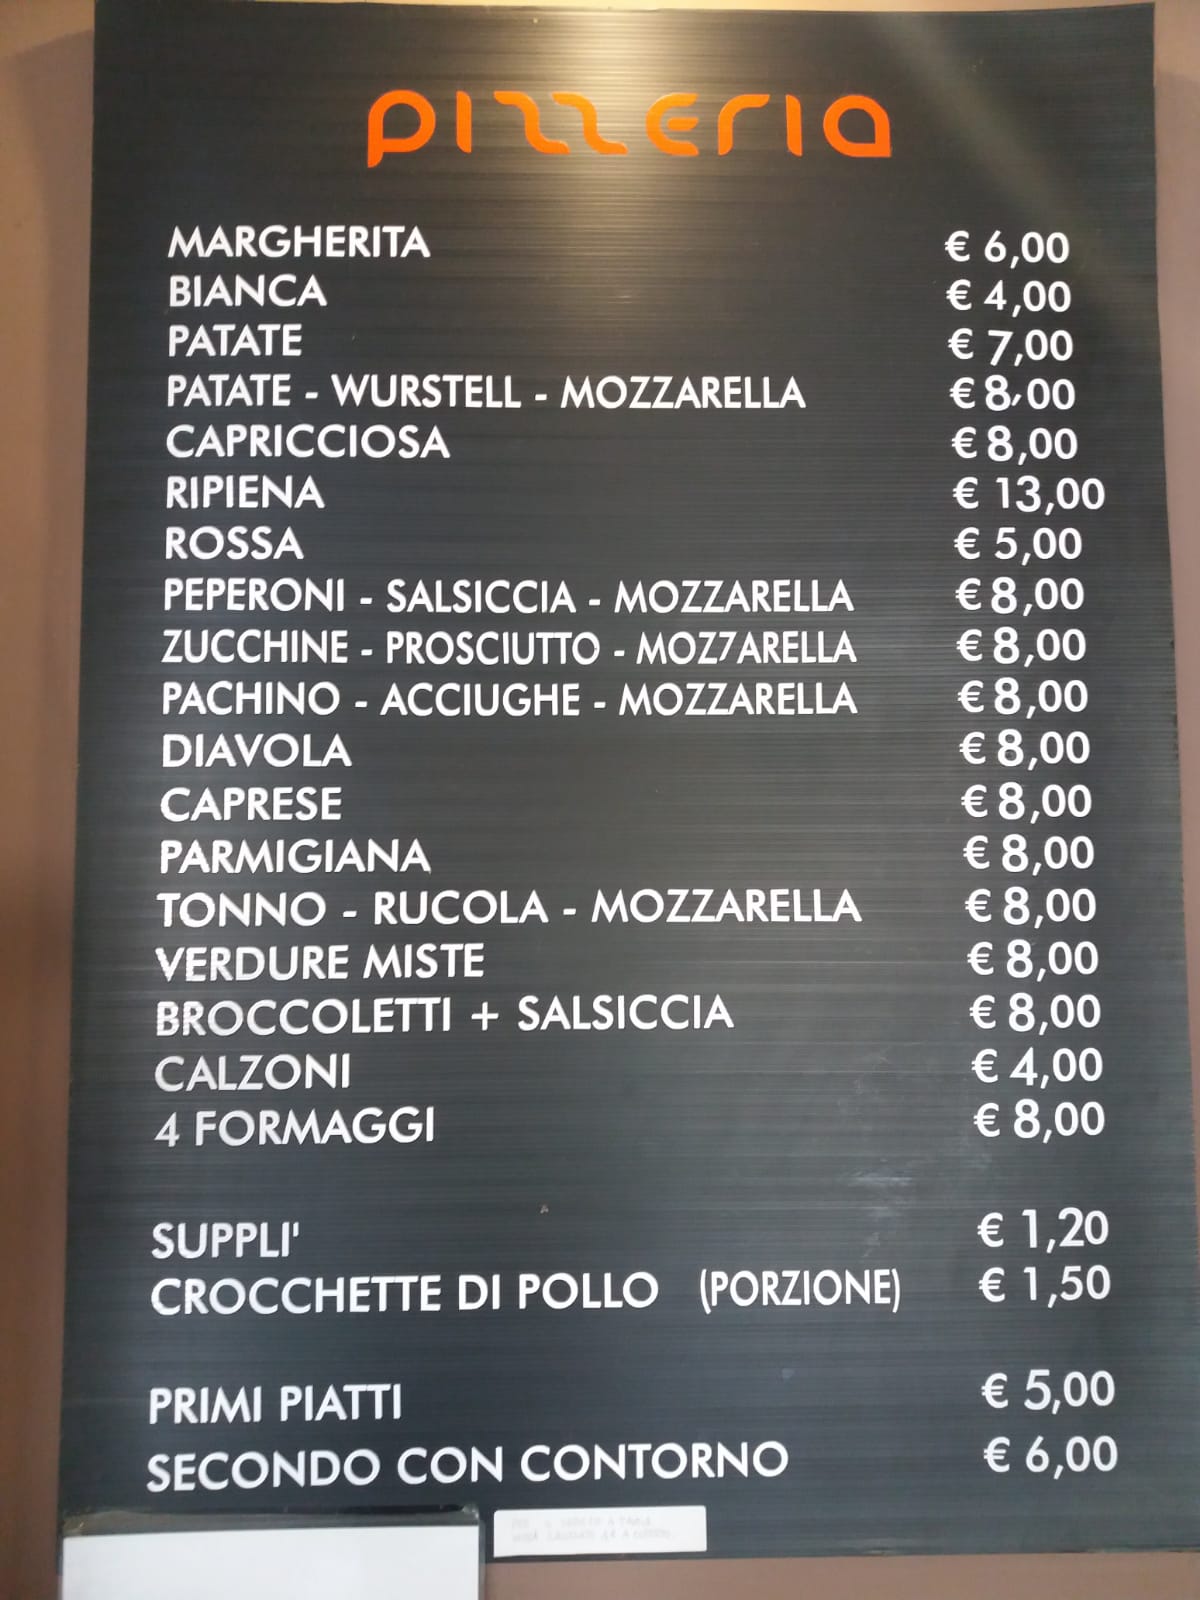 PIZZERIA
MARGHERITA € 6,00
BIANCA € 4,00
PATATE € 7,00
PATATE - WURSTELL - MOZZARELLA € 8,00
CAPRICCIOSA € 8,00
RIPIENA € 13,00
ROSSA € 5,00
PEPERONI - SALSICCIA - MOZZARELLA € 8,00
ZUCCHINE - PROSCIUTTO - MOZ7ARELLA € 8,00
PACHINO - ACCIUGHE - MOZZARELLA € 8,00
DIAVOLA € 8,00
CAPRESE € 8,00
PARMIGIANA € 8,00
TONNO - RUCOLA - MOZZARELLA € 8,00
VERDURE MISTE € 8,00
BROCCOLETTI + SALSICCIA € 8,00
CALZONI € 4,00
4 FORMAGGI € 8,00
SUPPLI' € 1,20
CROCCHETTE DI POLLO (PORZIONE) € 1,50
PRIMI PIATTI € 5,00
SECONDO CON CONTORNO € 6,00